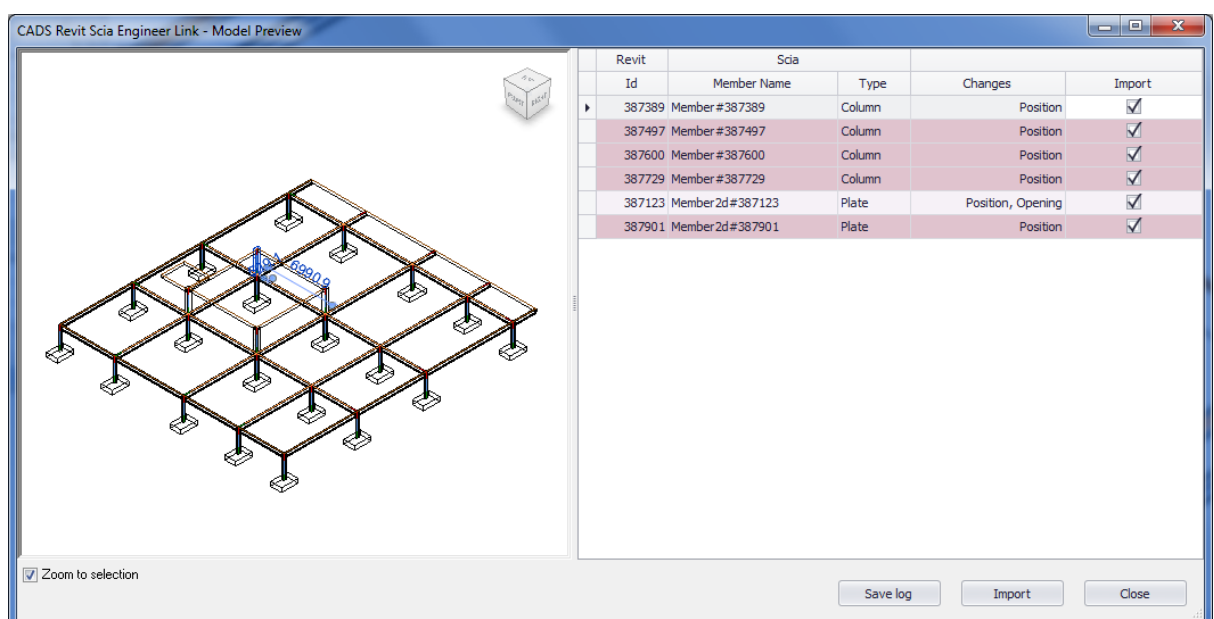 CADS Revit Scia Engineer Link - Model Preview
Revit Scia
Id Member Name Type Changes Import
387389 Member#387389 Column Position
387497 Member#387497 Column Position
387600 Member#387600 Column Position
387729 Member#387729 Column Position
387123 Member2d#387123 Plate Position, Opening
387901 Member2d#387901 Plate Position
6990.9
Zoom to selection
Save log Import Close